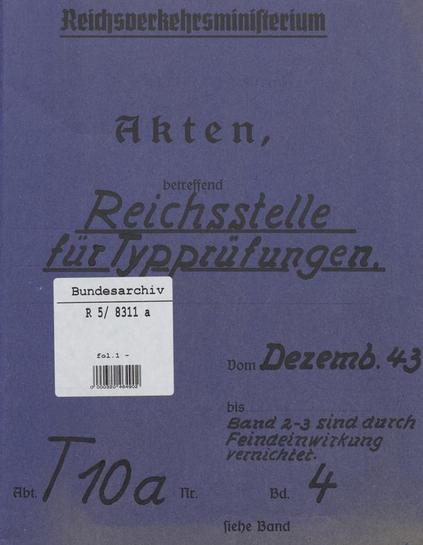 Reichsverkehrsministerium
Akten,
betreffend
Reichsstelle
für Typprüfungen.
Bundesarchiv
R 5/ 8311 a
fol.1 -
Vom Dezemb. 43
bis
Band 2-3 sind durch
Feindeinwirkung
vernichtet.
Abt. T 10a Nr. Bd. 4
siehe Band